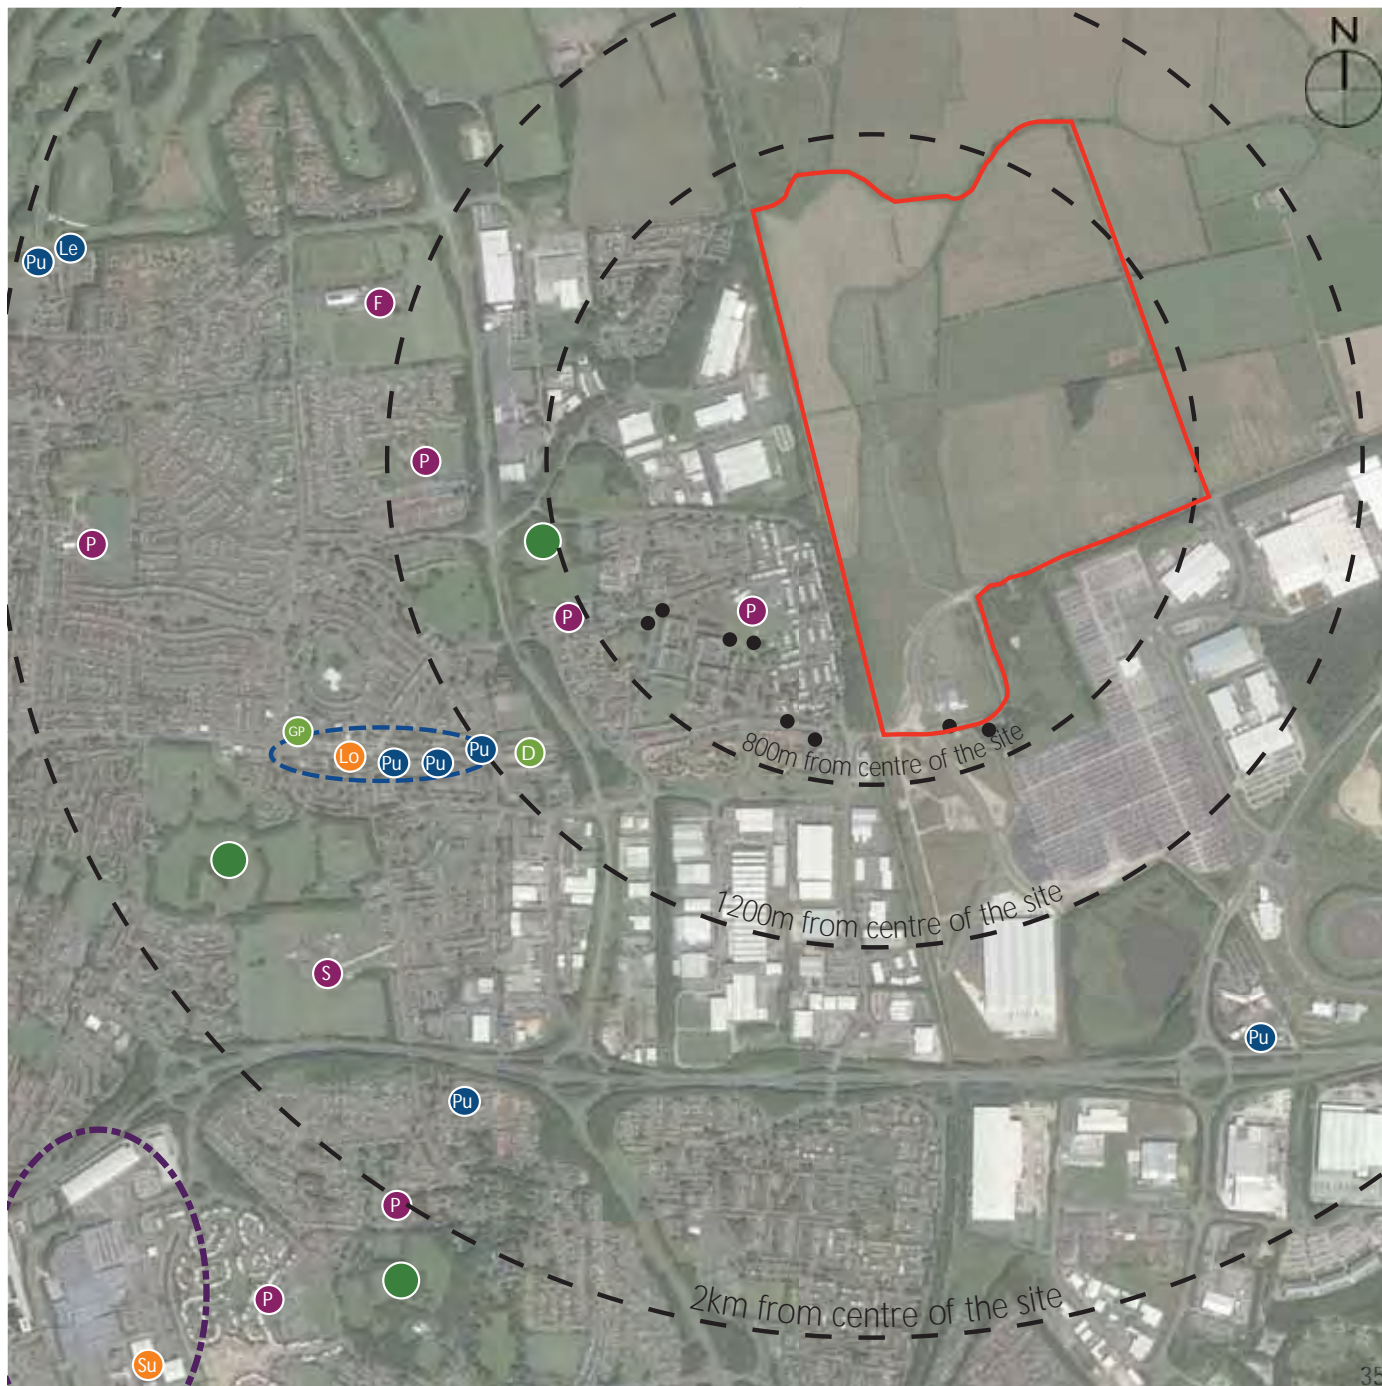 N
Le
Pu
F
P
P
P
P
GP
Lo
Pu
Pu
Pu
D
800m from centre of the site
1200m from centre of the site
S
Pu
Pu
P
2km from centre of the site
P
Su
35